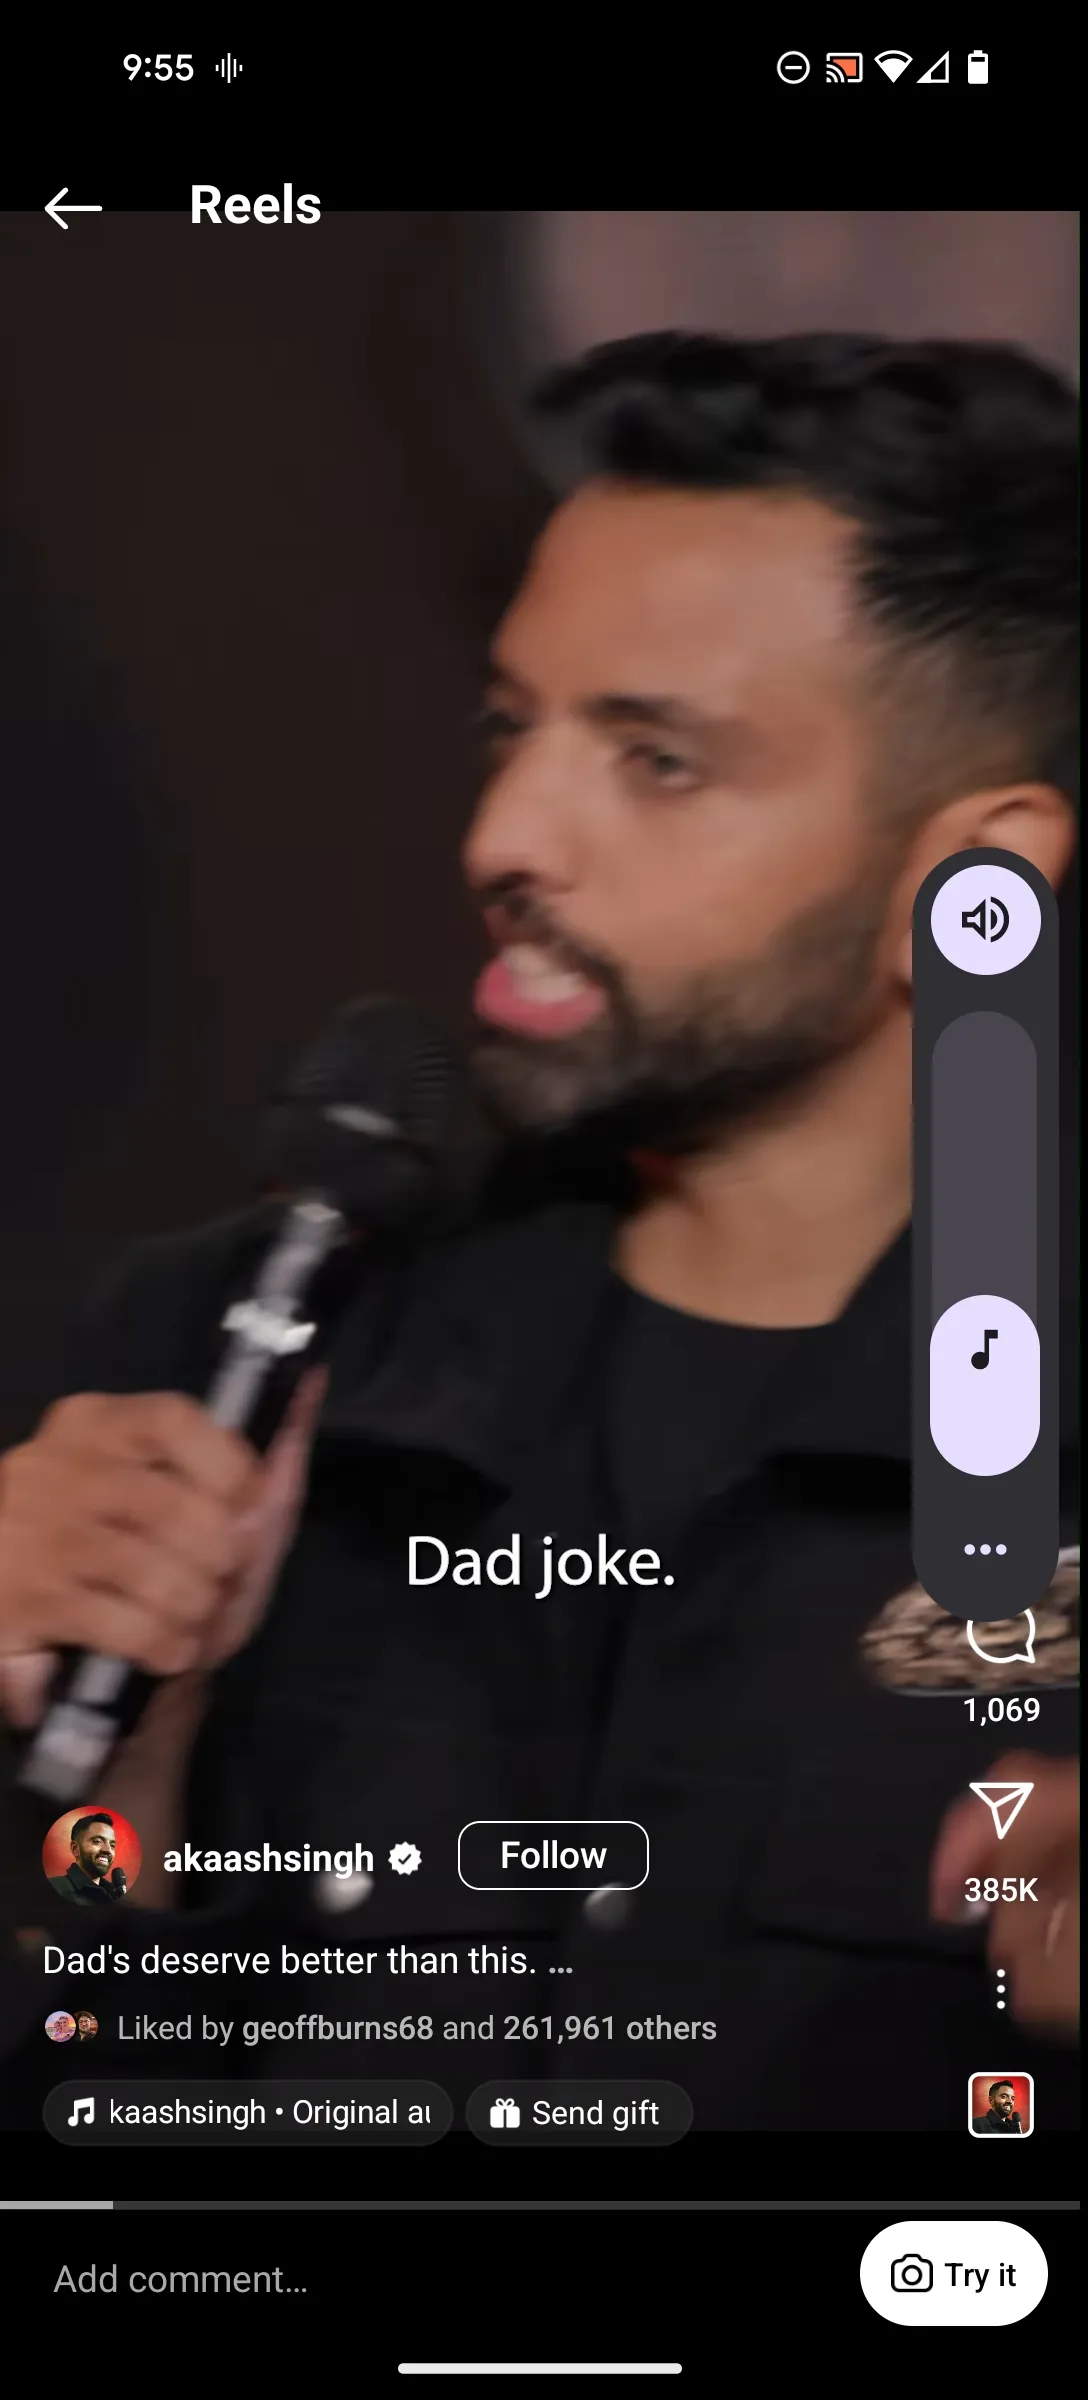 9:55
Reels
Dad joke.
1,069
385K
akaashsingh
Follow
Dad's deserve better than this. ...
Liked by geoffburns68 and 261,961 others
kaashsingh • Original au
Send gift
Add comment...
Try it